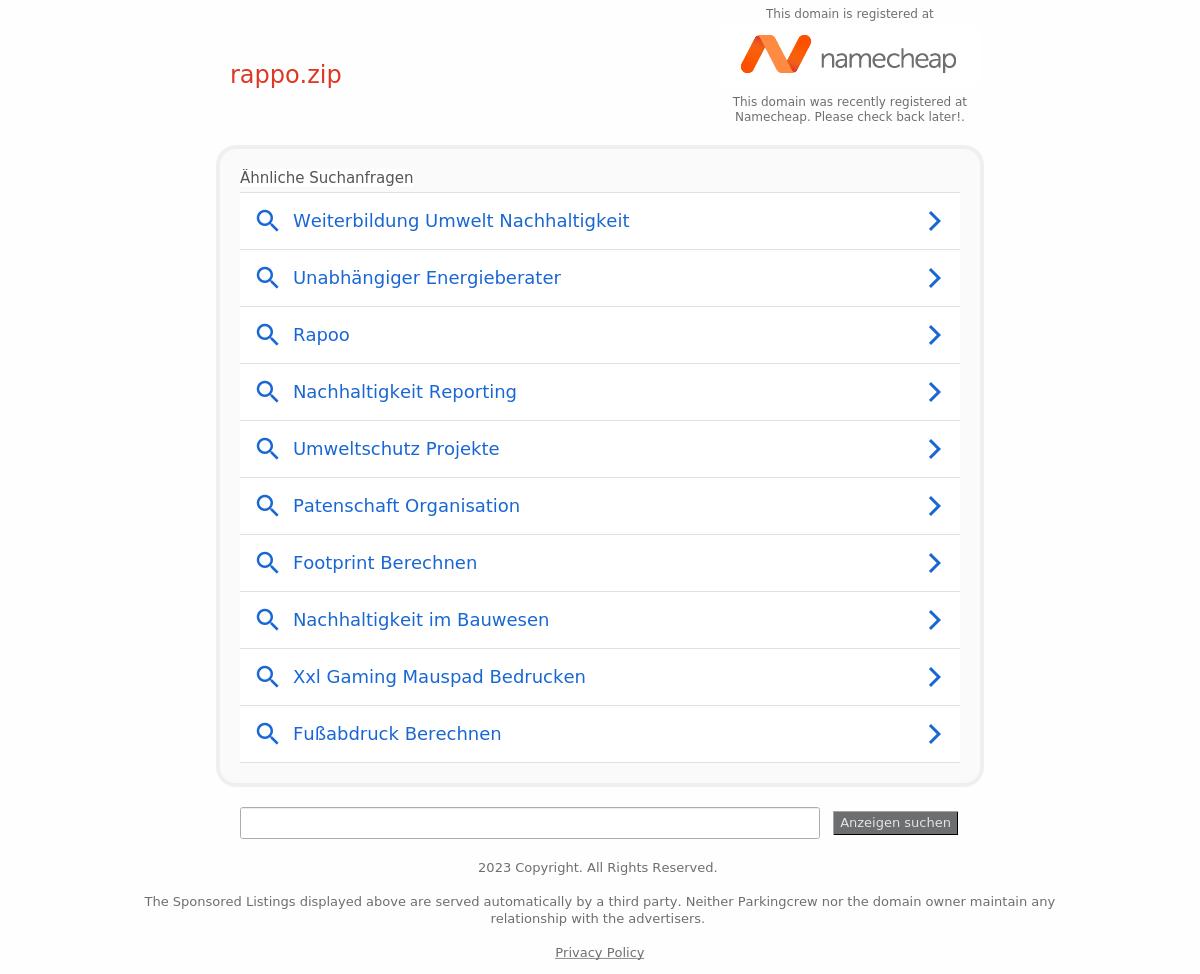 This domain is registered at
namecheap
rappo.zip
This domain was recently registered at
Namecheap. Please check back later!.
Ähnliche Suchanfragen
Weiterbildung Umwelt Nachhaltigkeit
Unabhängiger Energieberater
Rapoo
Nachhaltigkeit Reporting
Umweltschutz Projekte
Patenschaft Organisation
Footprint Berechnen
Nachhaltigkeit im Bauwesen
Xxl Gaming Mauspad Bedrucken
Fußabdruck Berechnen
Anzeigen suchen
2023 Copyright. All Rights Reserved.
The Sponsored Listings displayed above are served automatically by a third party. Neither Parkingcrew nor the domain owner maintain any
relationship with the advertisers.
Privacy Policy